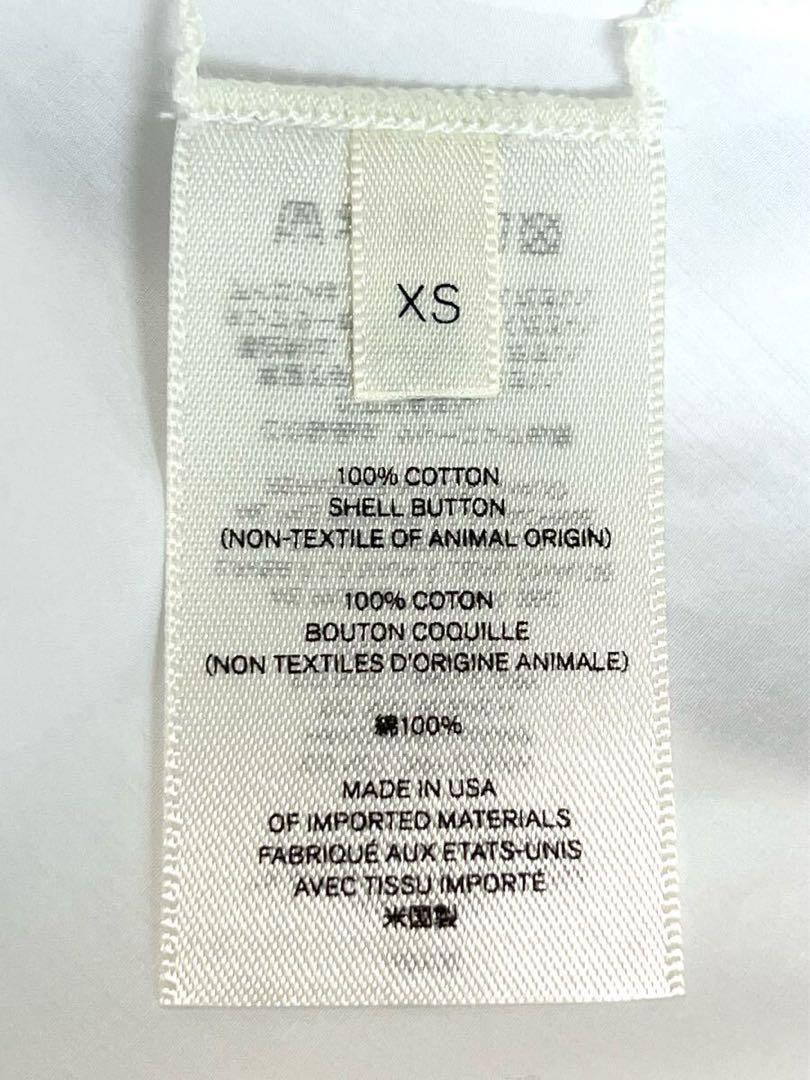 XS
100% COTTON
SHELL BUTTON
(NON-TEXTILE OF ANIMAL ORIGIN)
100% COTON
BOUTON COQUILLE
(NON TEXTILES D'ORIGINE ANIMALE)
綿100%
MADE IN USA
OF IMPORTED MATERIALS
FABRIQUÉ AUX ETATS-UNIS
AVEC TISSU IMPORTÉ
米国製